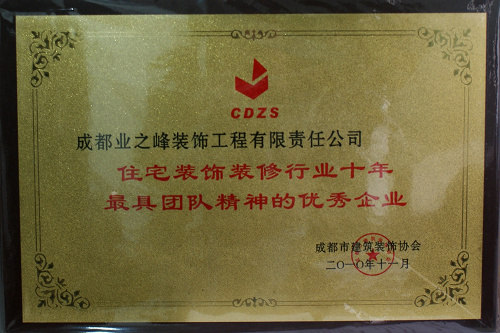 CDZS
成都业之峰装饰工程有限责任公司
住宅装饰装修行业十年
最具团队精神的优秀企业
成都市建筑装饰协会
二〇一〇年十一月